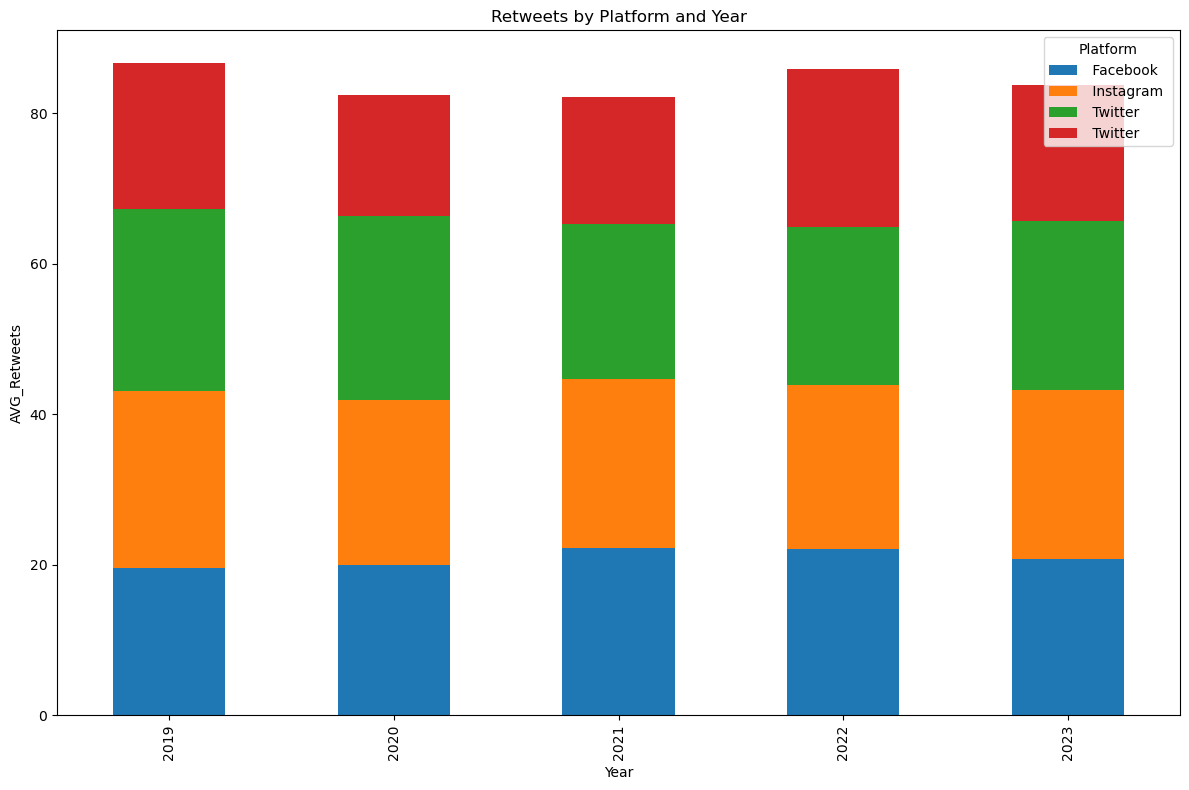 Retweets by Platform and Year
Platform
Facebook
Instagram
Twitter
Twitter
AVG_Retweets
80
60
40
20
0
2019
2020
2021
2022
2023
Year